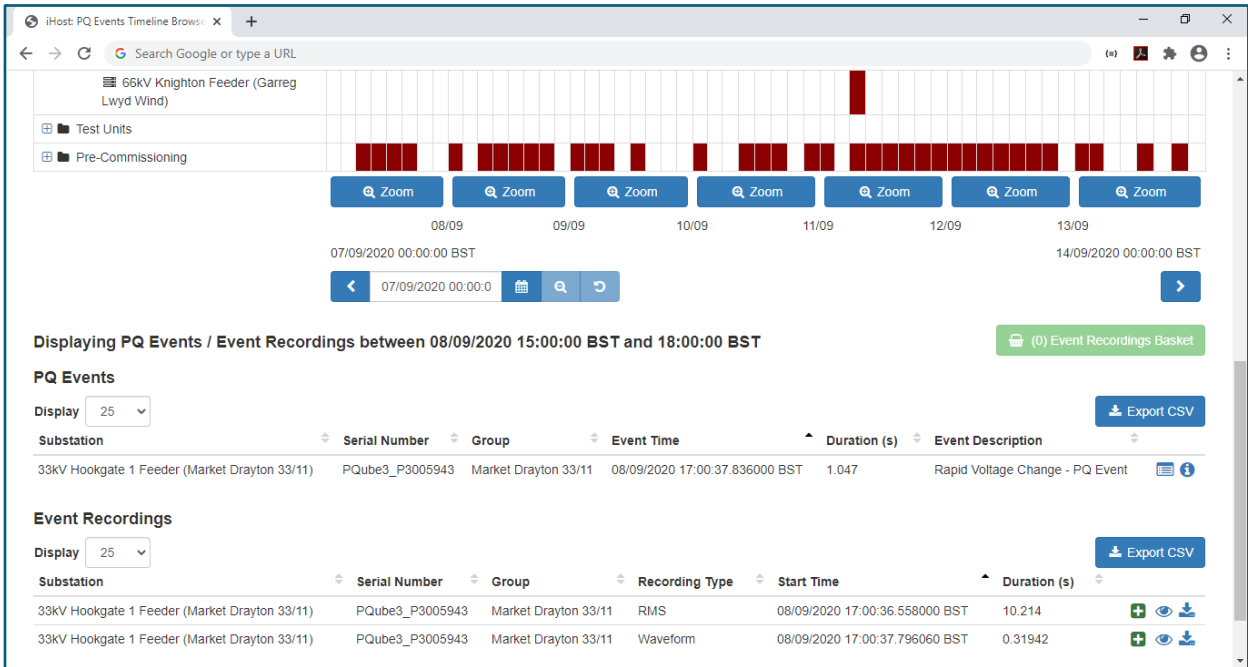 iHost: PQ Events Timeline Browse
Search Google or type a URL
66kV Knighton Feeder (Garreg
Lwyd Wind)
Test Units
Pre-Commissioning
Zoom Zoom Zoom Zoom Zoom Zoom Zoom
08/09 09/09 10/09 11/09 12/09 13/09
07/09/2020 00:00:00 BST 14/09/2020 00:00:00 BST
07/09/2020 00:00:0
Displaying PQ Events / Event Recordings between 08/09/2020 15:00:00 BST and 18:00:00 BST (0) Event Recordings Basket
PQ Events
Display 25 Export CSV
Substation Serial Number Group Event Time Duration (s) Event Description
33kV Hookgate 1 Feeder (Market Drayton 33/11) PQube3_P3005943 Market Drayton 33/11 08/09/2020 17:00:37.836000 BST 1.047 Rapid Voltage Change - PQ Event
Event Recordings
Display 25 Export CSV
Substation Serial Number Group Recording Type Start Time Duration (s)
33kV Hookgate 1 Feeder (Market Drayton 33/11) PQube3_P3005943 Market Drayton 33/11 RMS 08/09/2020 17:00:36.558000 BST 10.214
33kV Hookgate 1 Feeder (Market Drayton 33/11) PQube3_P3005943 Market Drayton 33/11 Waveform 08/09/2020 17:00:37.796060 BST 0.31942